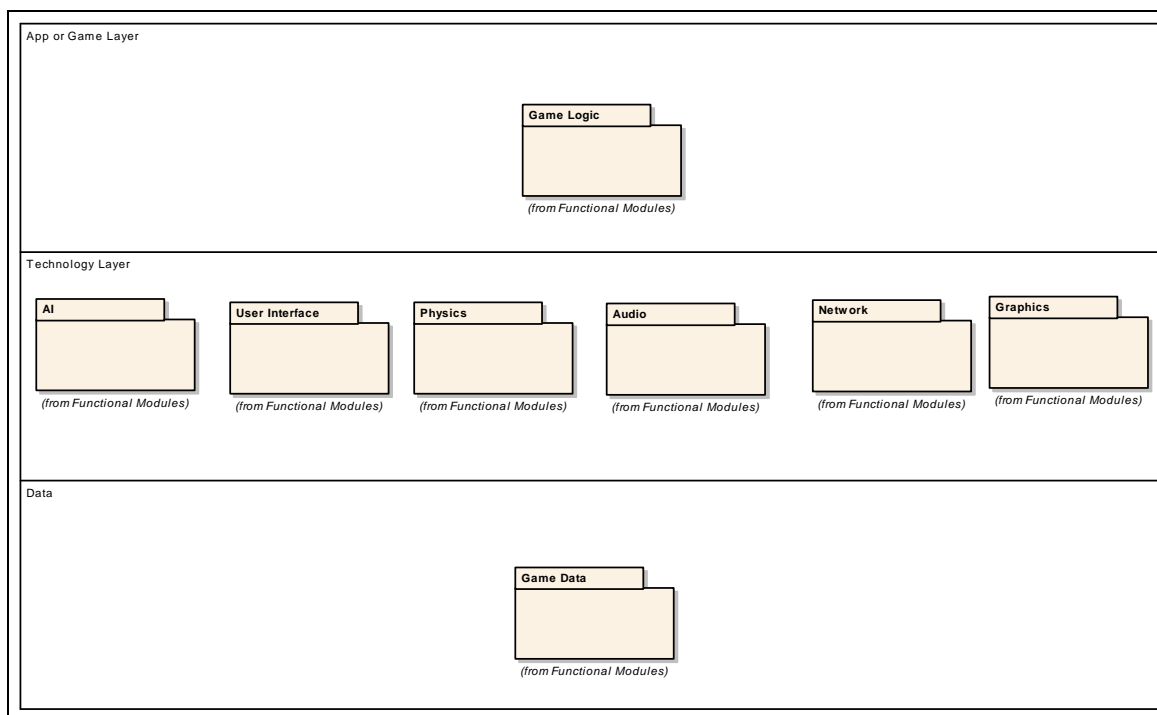 App or Game Layer
Game Logic
(from Functional Modules)
Technology Layer
AI
User Interface
Physics
Audio
Network
Graphics
(from Functional Modules)
(from Functional Modules)
(from Functional Modules)
(from Functional Modules)
(from Functional Modules)
(from Functional Modules)
Data
Game Data
(from Functional Modules)